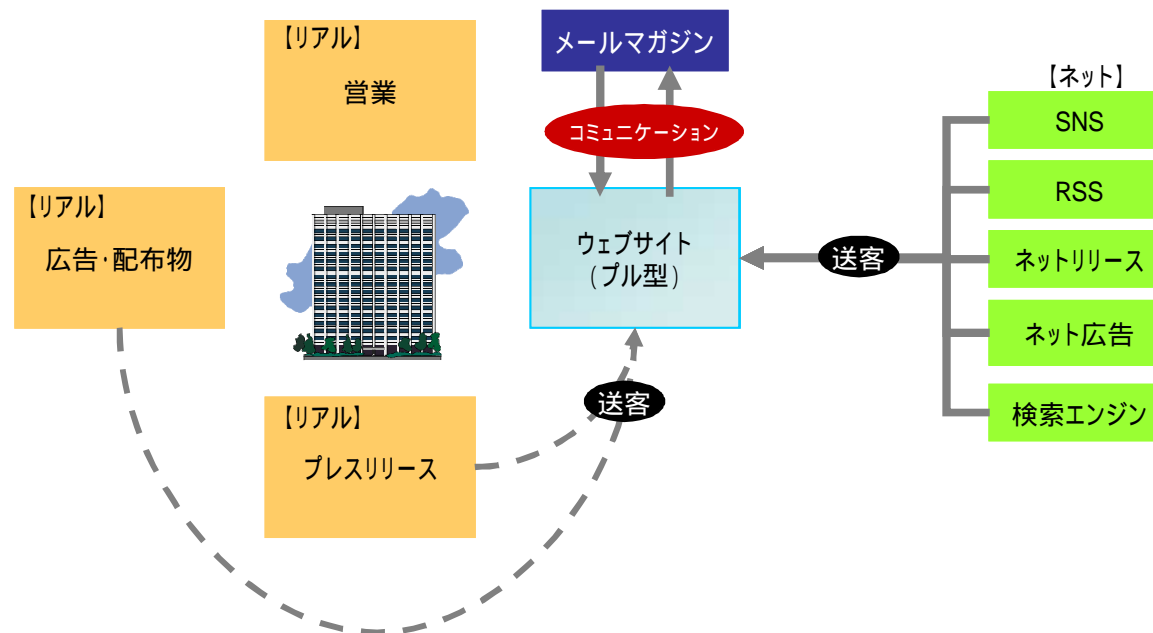 【リアル】
営業
メールマガジン
コミュニケーション
【リアル】
広告・配布物
ウェブサイト
(プル型)
送客
【ネット】
SNS
RSS
ネットリリース
ネット広告
検索エンジン
【リアル】
プレスリリース
送客